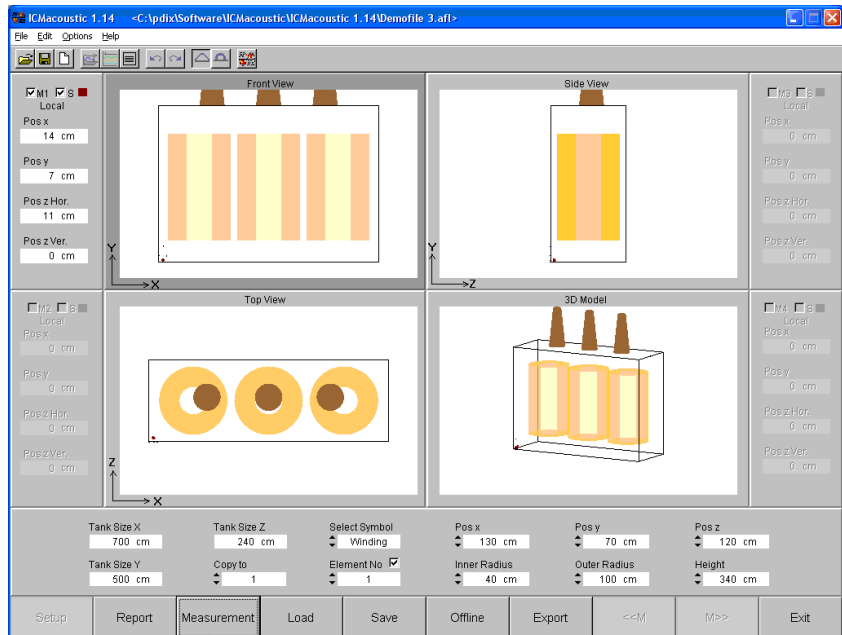 ICMacoustic 1.14 <C:\pdix\Software\ICMacoustic\ICMacoustic 1.14\Demofile 3.afl>
File Edit Options Help
M1 S
Local
Pos x
14 cm
Pos y
7 cm
Pos z Hor.
11 cm
Pos z Ver.
0 cm
Front View
Y
X
Side View
Y
Z
M3 S
Local
Pos x
0 cm
Pos y
0 cm
Pos z Hor.
0 cm
Pos z Ver.
0 cm
M2 S
Local
Pos x
0 cm
Pos y
0 cm
Pos z Hor.
0 cm
Pos z Ver.
0 cm
Top View
Z
X
3D Model
M4 S
Local
Pos x
0 cm
Pos y
0 cm
Pos z Hor.
0 cm
Pos z Ver.
0 cm
Tank Size X Tank Size Z Select Symbol Pos x Pos y Pos z
700 cm 240 cm Winding 130 cm 70 cm 120 cm
Tank Size Y Copy to Element No Inner Radius Outer Radius Height
500 cm 1 1 40 cm 100 cm 340 cm
Setup Report Measurement Load Save Offline Export <<M M>> Exit